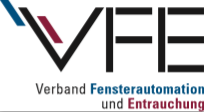 VFE
Verband Fensterautomation
und Entrauchung